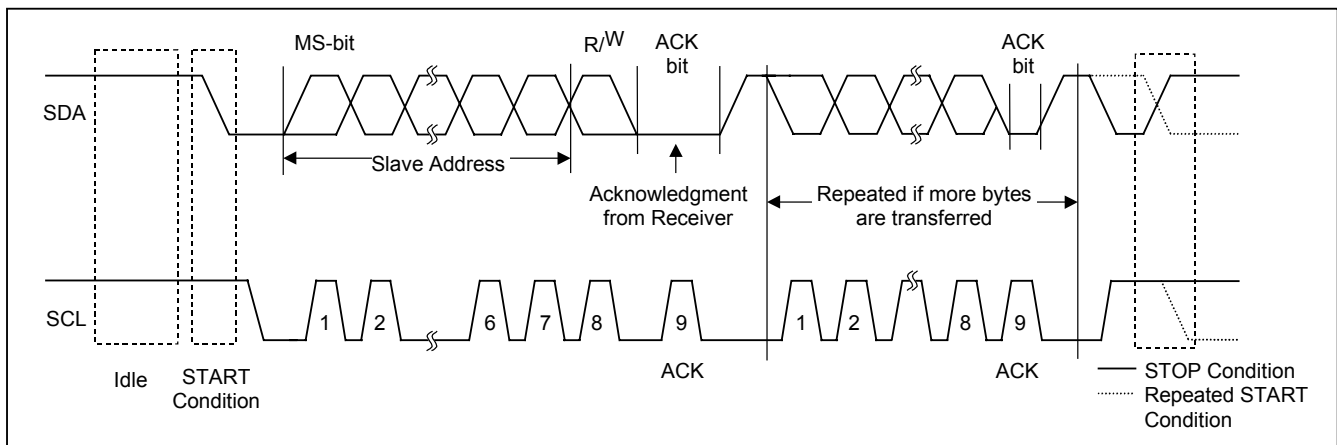 MS-bit
R/W
ACK
bit
ACK
bit
SDA
Slave Address
Acknowledgment
from Receiver
Repeated if more bytes
are transferred
SCL
1 2 6 7 8 9 1 2 8 9
ACK
ACK
Idle
START
Condition
STOP Condition
Repeated START
Condition